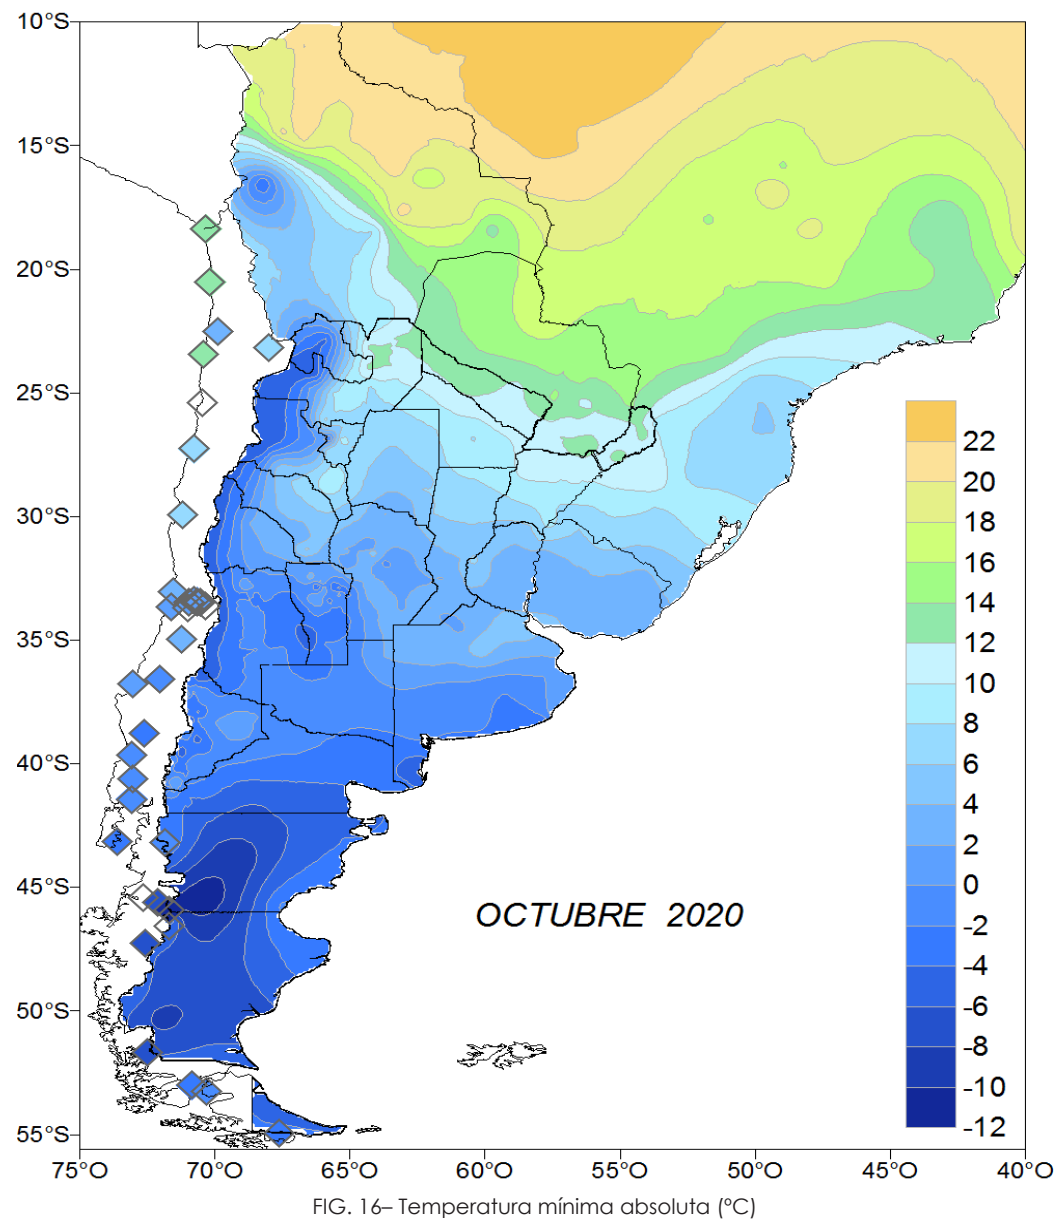 10°S
15°S
20°S
25°S
30°S
35°S
40°S
45°S
50°S
55°S
22
20
18
16
14
12
10
8
6
4
2
0
-2
-4
-6
-8
-10
-12
OCTUBRE 2020
75°O 70°O 65°O 60°O 55°O 50°O 45°O 40°O
FIG. 16– Temperatura mínima absoluta (ºC)